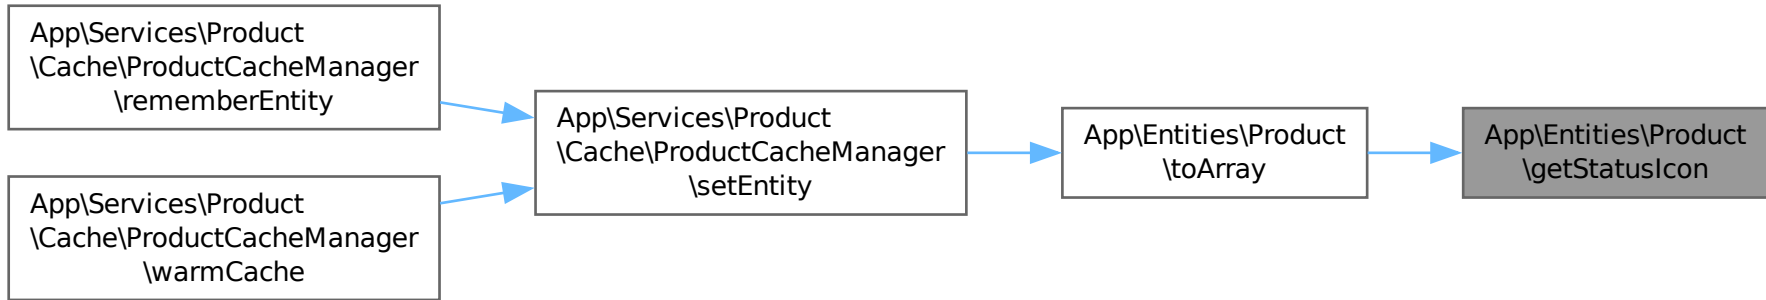 App\Services\Product
\Cache\ProductCacheManager
\rememberEntity
App\Services\Product
\Cache\ProductCacheManager
\warmCache
App\Services\Product
\Cache\ProductCacheManager
\setEntity
App\Entities\Product
\toArray
App\Entities\Product
\getStatusIcon